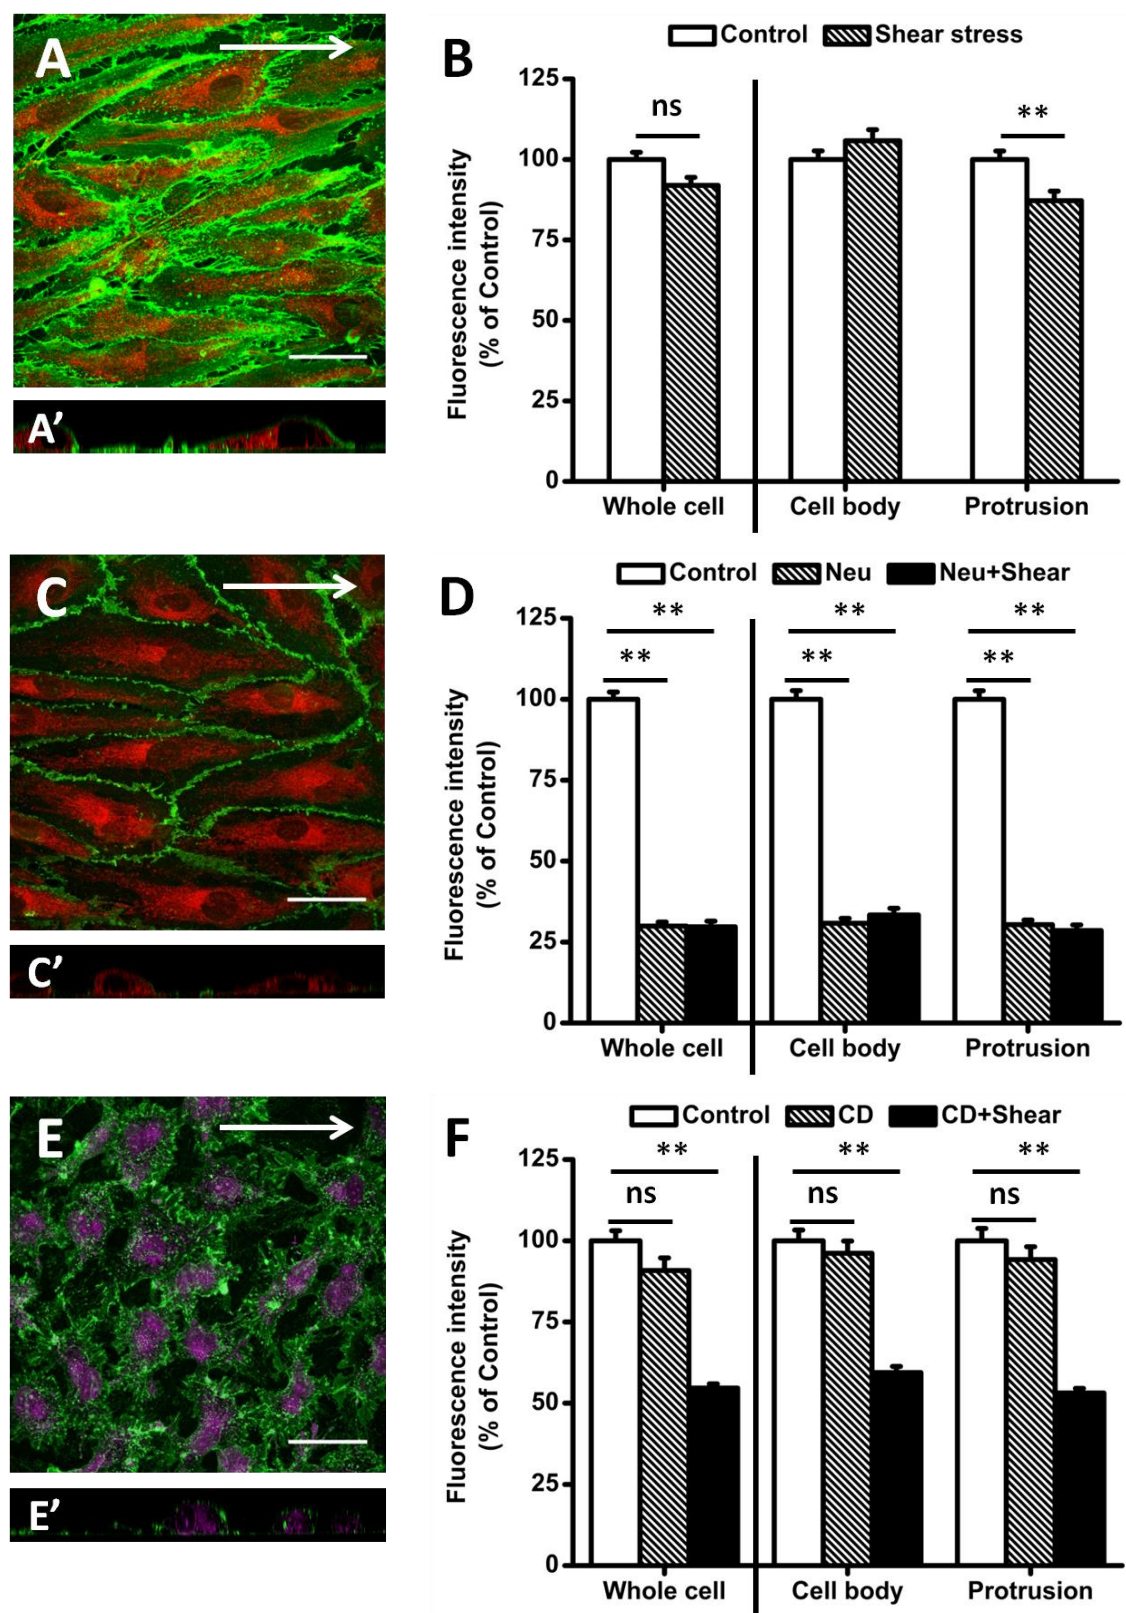 A
A′
B
Control Shear stress
Fluorescence intensity
(% of Control)
125
100
75
50
25
0
ns
**
Whole cell Cell body Protrusion
C
C′
D
Control Neu Neu+Shear
Fluorescence intensity
(% of Control)
125
100
75
50
25
0
** ** **
** ** **
Whole cell Cell body Protrusion
E
E′
F
Control CD CD+Shear
Fluorescence intensity
(% of Control)
125
100
75
50
25
0
** ** **
ns ns ns
Whole cell Cell body Protrusion